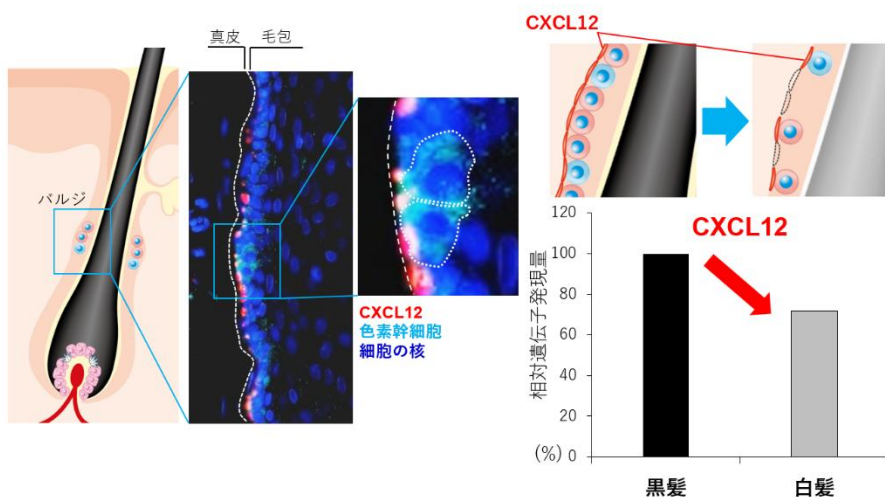 真皮 毛包
バルジ
CXCL12
色素幹細胞
細胞の核
CXCL12
CXCL12
相対遺伝子発現量
(%)
120
100
80
60
40
20
0
黒髪 白髪